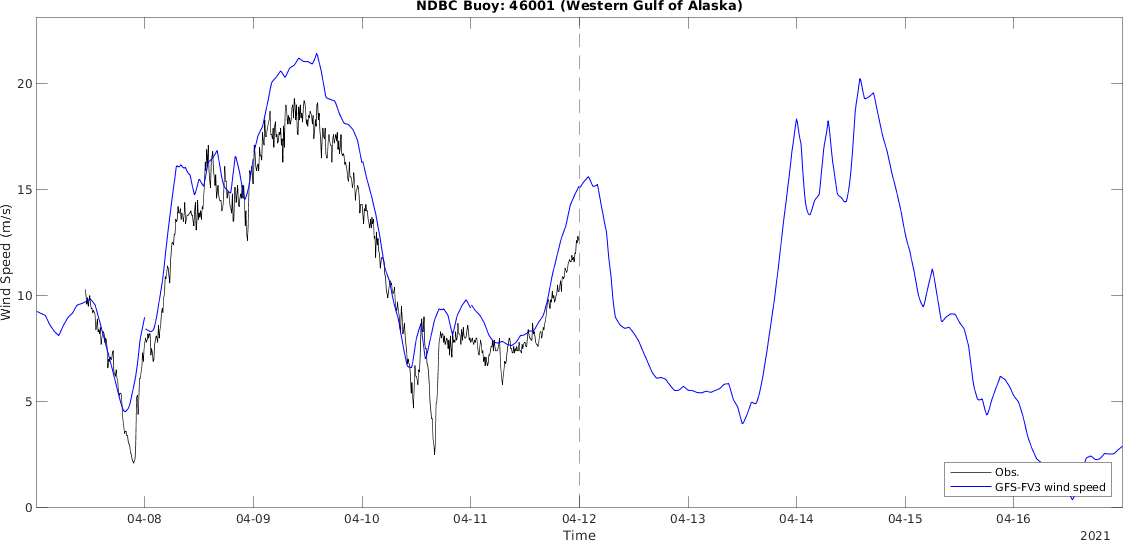 NDBC Buoy: 46001 (Western Gulf of Alaska)
20
15
10
5
0
Wind Speed (m/s)
04-08 04-09 04-10 04-11 04-12 04-13 04-14 04-15 04-16
Time
2021
Obs.
GFS-FV3 wind speed